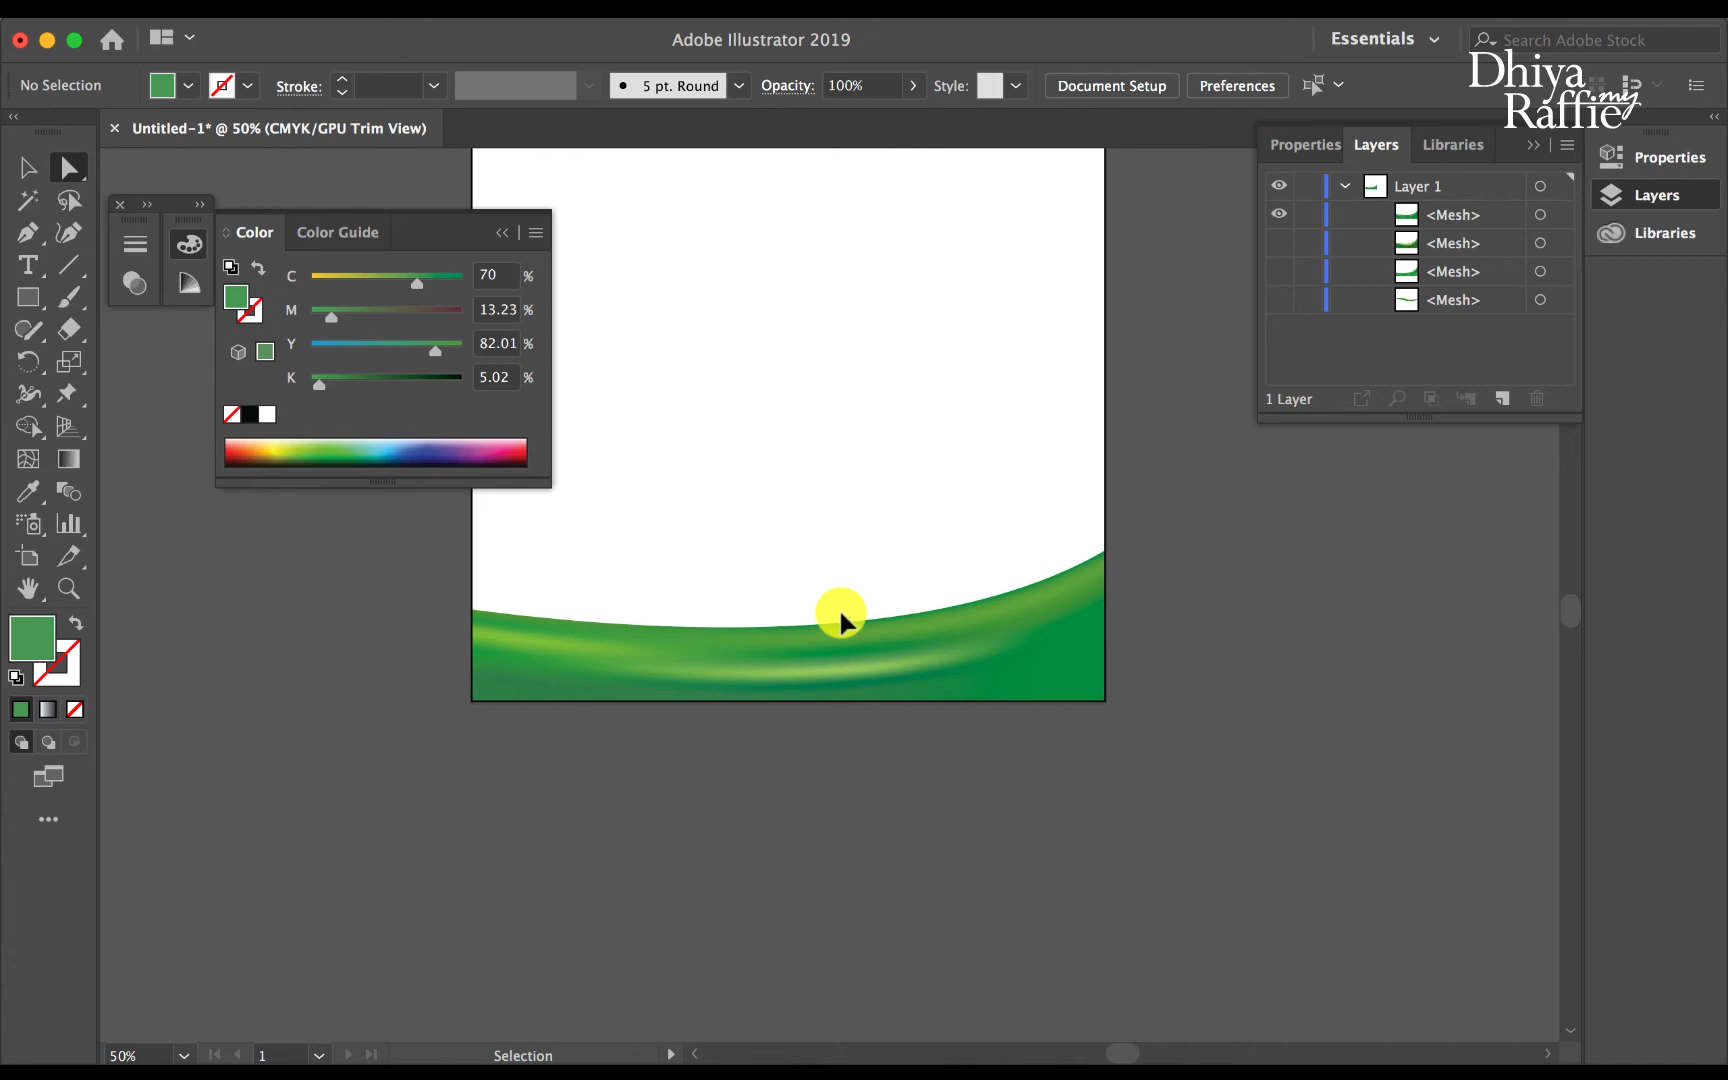 Adobe Illustrator 2019
Essentials
Search Adobe Stock
No Selection
Stroke:
5 pt. Round
Opacity:
100%
Style:
Document Setup
Preferences
Dhiya
Raffie.my
Untitled-1* @ 50% (CMYK/GPU Trim View)
Properties
Layers
Libraries
Layer 1
<Mesh>
<Mesh>
<Mesh>
<Mesh>
1 Layer
Properties
Layers
Libraries
Color
Color Guide
C
70
%
M
13.23
%
Y
82.01
%
K
5.02
%
50%
1
Selection